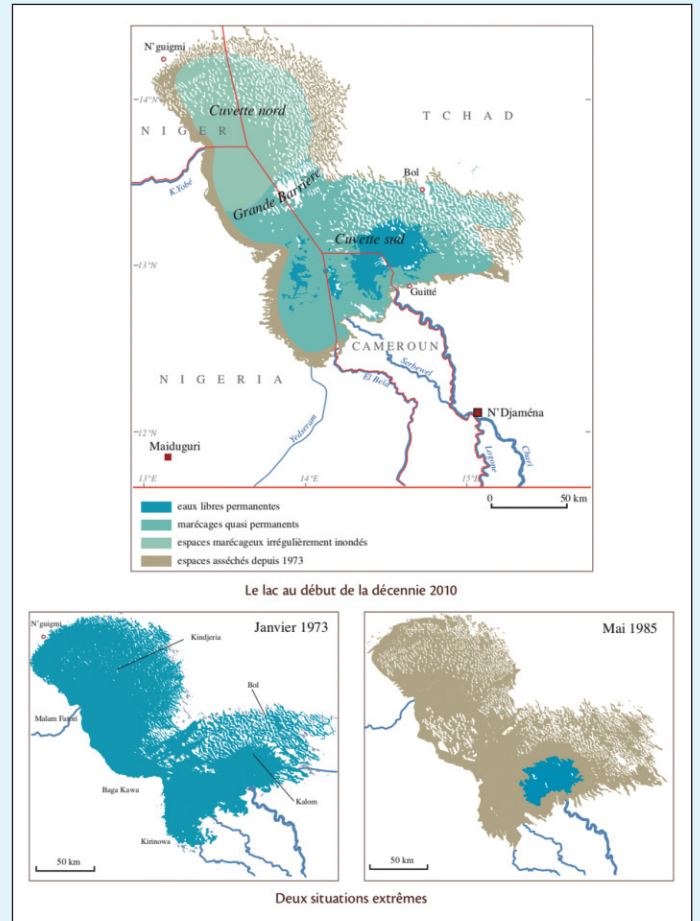 N'guigmi
14°N
Cuvette nord
TCHAD
NIGER
K.Yobé
Bol
Grande Barrière
Cuvette sud
13°N
Guitté
CAMEROUN
Serbewel
NIGERIA
El Beïd
Yedseram
N'Djaména
12°N
Maiduguri
Logone
Chari
13°E
14°E
15°E
0 50 km
eaux libres permanentes
marécages quasi permanents
espaces marécageux irrégulièrement inondés
espaces asséchés depuis 1973
Le lac au début de la décennie 2010
N'guigmi
Janvier 1973
Kindjeria
Bol
Malam Fatori
Baga Kawa
Kalom
Kirinowa
50 km
Mai 1985
50 km
Deux situations extrêmes